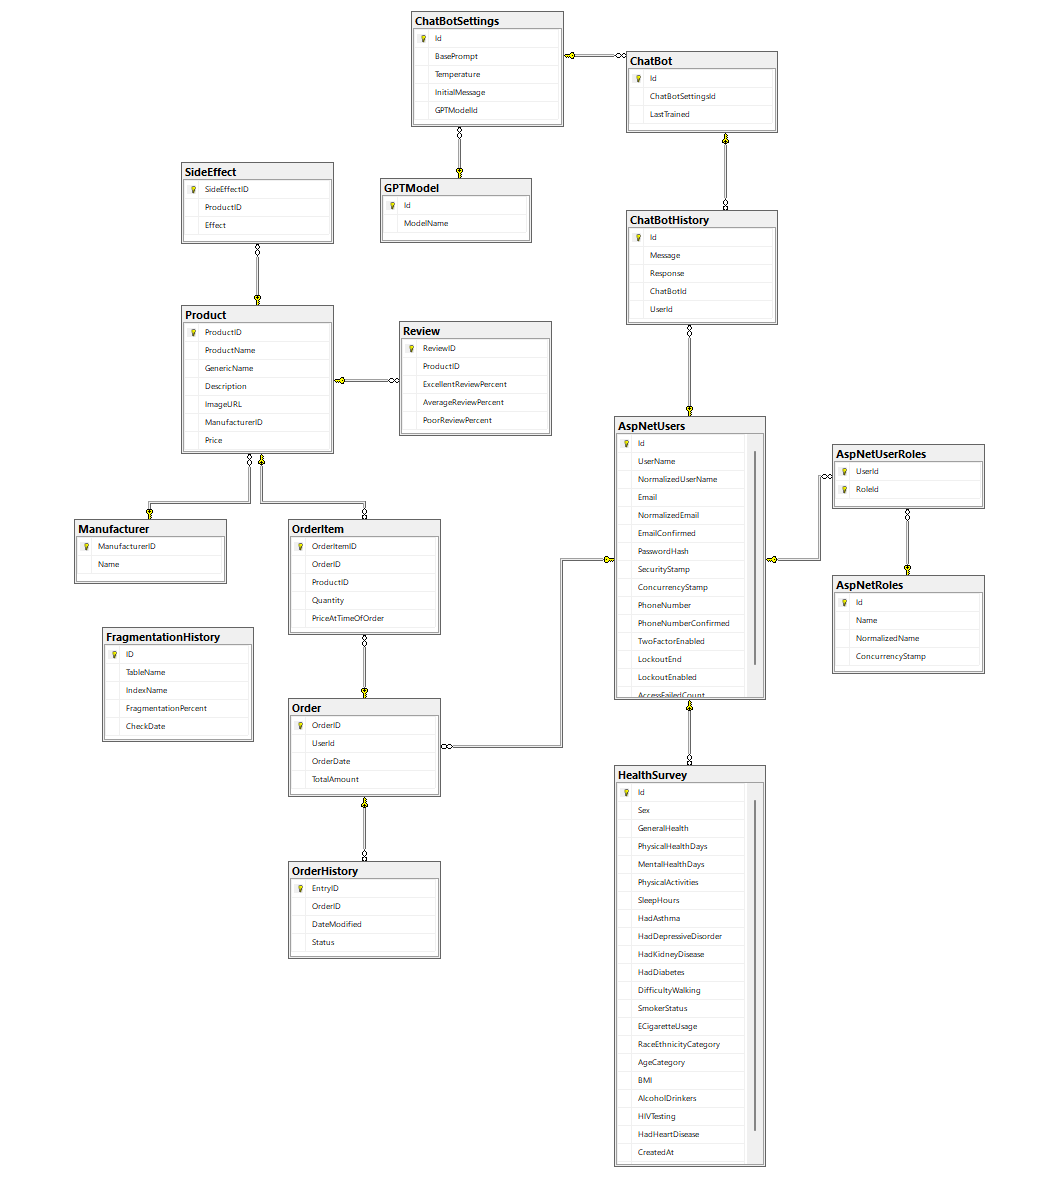 ChatBotSettings
Id
BasePrompt
Temperature
InitialMessage
GPTModelId
ChatBot
Id
ChatBotSettingsId
LastTrained
SideEffect
SideEffectID
ProductID
Effect
GPTModel
Id
ModelName
ChatBotHistory
Id
Message
Response
ChatBotId
UserId
Product
ProductID
ProductName
GenericName
Description
ImageURL
ManufacturerID
Price
Review
ReviewID
ProductID
ExcellentReviewPercent
AverageReviewPercent
PoorReviewPercent
AspNetUsers
Id
UserName
NormalizedUserName
Email
NormalizedEmail
EmailConfirmed
PasswordHash
SecurityStamp
ConcurrencyStamp
PhoneNumber
PhoneNumberConfirmed
TwoFactorEnabled
LockoutEnd
LockoutEnabled
AccessFailedCount
AspNetUserRoles
UserId
RoleId
AspNetRoles
Id
Name
NormalizedName
ConcurrencyStamp
Manufacturer
ManufacturerID
Name
OrderItem
OrderItemID
OrderID
ProductID
Quantity
PriceAtTimeOfOrder
FragmentationHistory
ID
TableName
IndexName
FragmentationPercent
CheckDate
Order
OrderID
UserId
OrderDate
TotalAmount
OrderHistory
EntryID
OrderID
DateModified
Status
HealthSurvey
Id
Sex
GeneralHealth
PhysicalHealthDays
MentalHealthDays
PhysicalActivities
SleepHours
HadAsthma
HadDepressiveDisorder
HadKidneyDisease
HadDiabetes
DifficultyWalking
SmokerStatus
ECigaretteUsage
RaceEthnicityCategory
AgeCategory
BMI
AlcoholDrinkers
HIVTesting
HadHeartDisease
CreatedAt